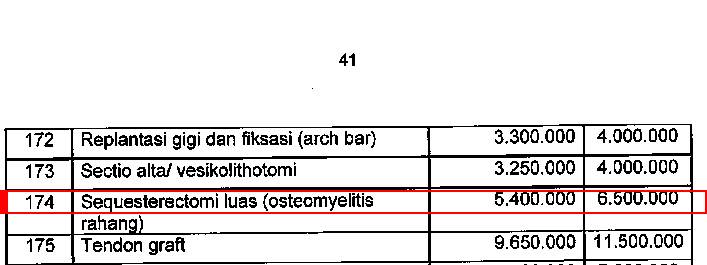 41
172 Replantasi gigi dan fiksasi (arch bar) 3.300.000 4.000.000
173 Sectio alta/ vesikolithotomi 3.250.000 4.000.000
174 Sequesterectomi luas (osteomyelitis 5.400.000 6.500.000
rahang)
175 Tendon graft 9.650.000 11.500.000